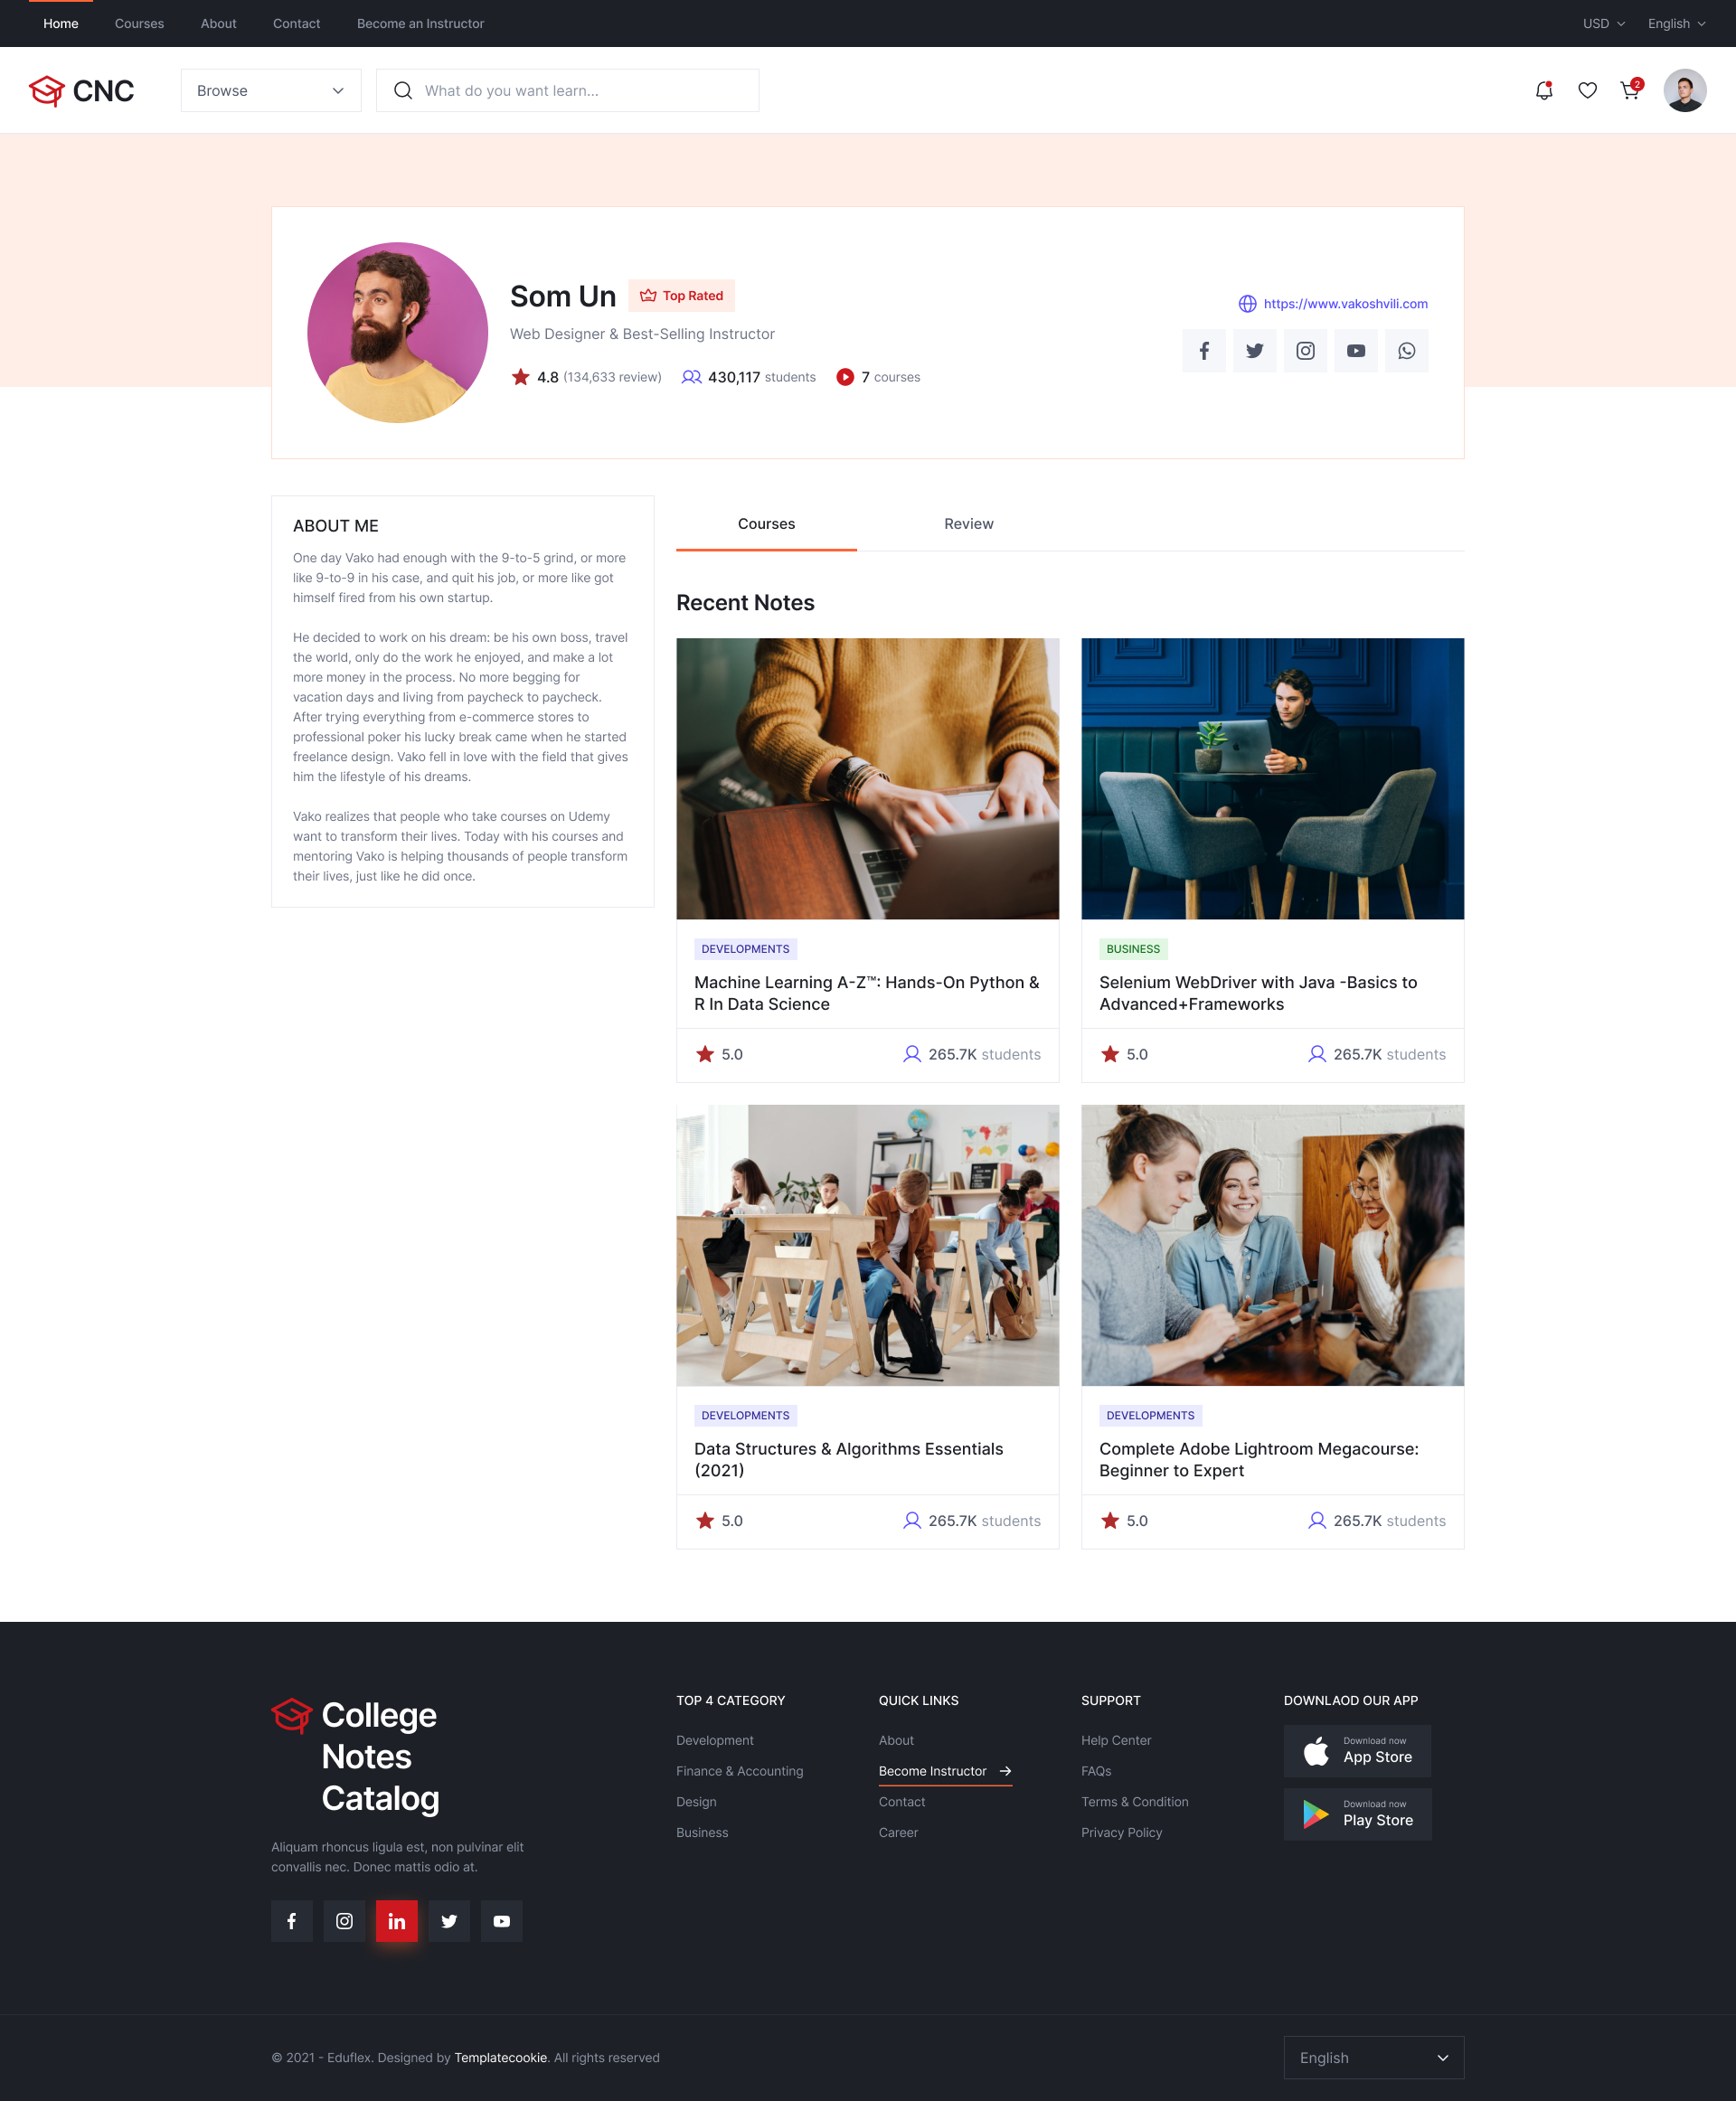 Home
Courses
About
Contact
Become an Instructor
USD
English
CNC
Browse
What do you want learn...
2
Som Un
Top Rated
Web Designer & Best-Selling Instructor
4.8 (134,633 review)
430,117 students
7 courses
https://www.vakoshvili.com
ABOUT ME
One day Vako had enough with the 9-to-5 grind, or more
like 9-to-9 in his case, and quit his job, or more like got
himself fired from his own startup.
He decided to work on his dream: be his own boss, travel
the world, only do the work he enjoyed, and make a lot
more money in the process. No more begging for
vacation days and living from paycheck to paycheck.
After trying everything from e-commerce stores to
professional poker his lucky break came when he started
freelance design. Vako fell in love with the field that gives
him the lifestyle of his dreams.
Vako realizes that people who take courses on Udemy
want to transform their lives. Today with his courses and
mentoring Vako is helping thousands of people transform
their lives, just like he did once.
Courses
Review
Recent Notes
DEVELOPMENTS
Machine Learning A-Z™: Hands-On Python &
R In Data Science
5.0
265.7K students
BUSINESS
Selenium WebDriver with Java -Basics to
Advanced+Frameworks
5.0
265.7K students
DEVELOPMENTS
Data Structures & Algorithms Essentials
(2021)
5.0
265.7K students
DEVELOPMENTS
Complete Adobe Lightroom Megacourse:
Beginner to Expert
5.0
265.7K students
College
Notes
Catalog
Aliquam rhoncus ligula est, non pulvinar elit
convallis nec. Donec mattis odio at.
TOP 4 CATEGORY
Development
Finance & Accounting
Design
Business
QUICK LINKS
About
Become Instructor
Contact
Career
SUPPORT
Help Center
FAQs
Terms & Condition
Privacy Policy
DOWNLAOD OUR APP
Download now
App Store
Download now
Play Store
© 2021 - Eduflex. Designed by Templatecookie. All rights reserved
English